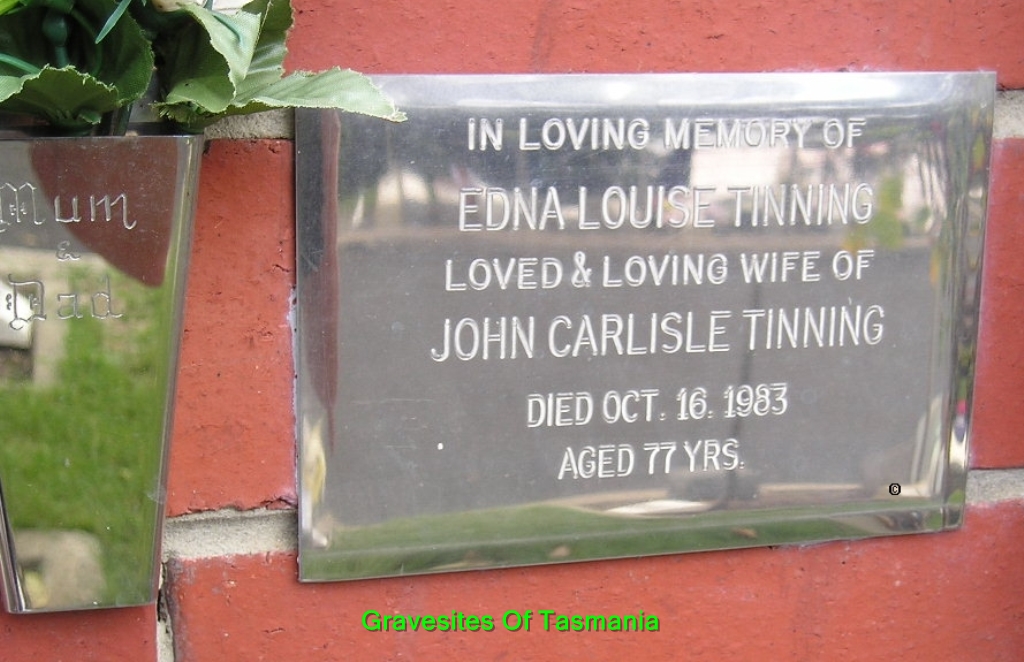 Mum
&
Dad
IN LOVING MEMORY OF
EDNA LOUISE TINNING
LOVED & LOVING WIFE OF
JOHN CARLISLE TINNING
DIED OCT. 16. 1983
AGED 77 YRS.
©
Gravesites Of Tasmania